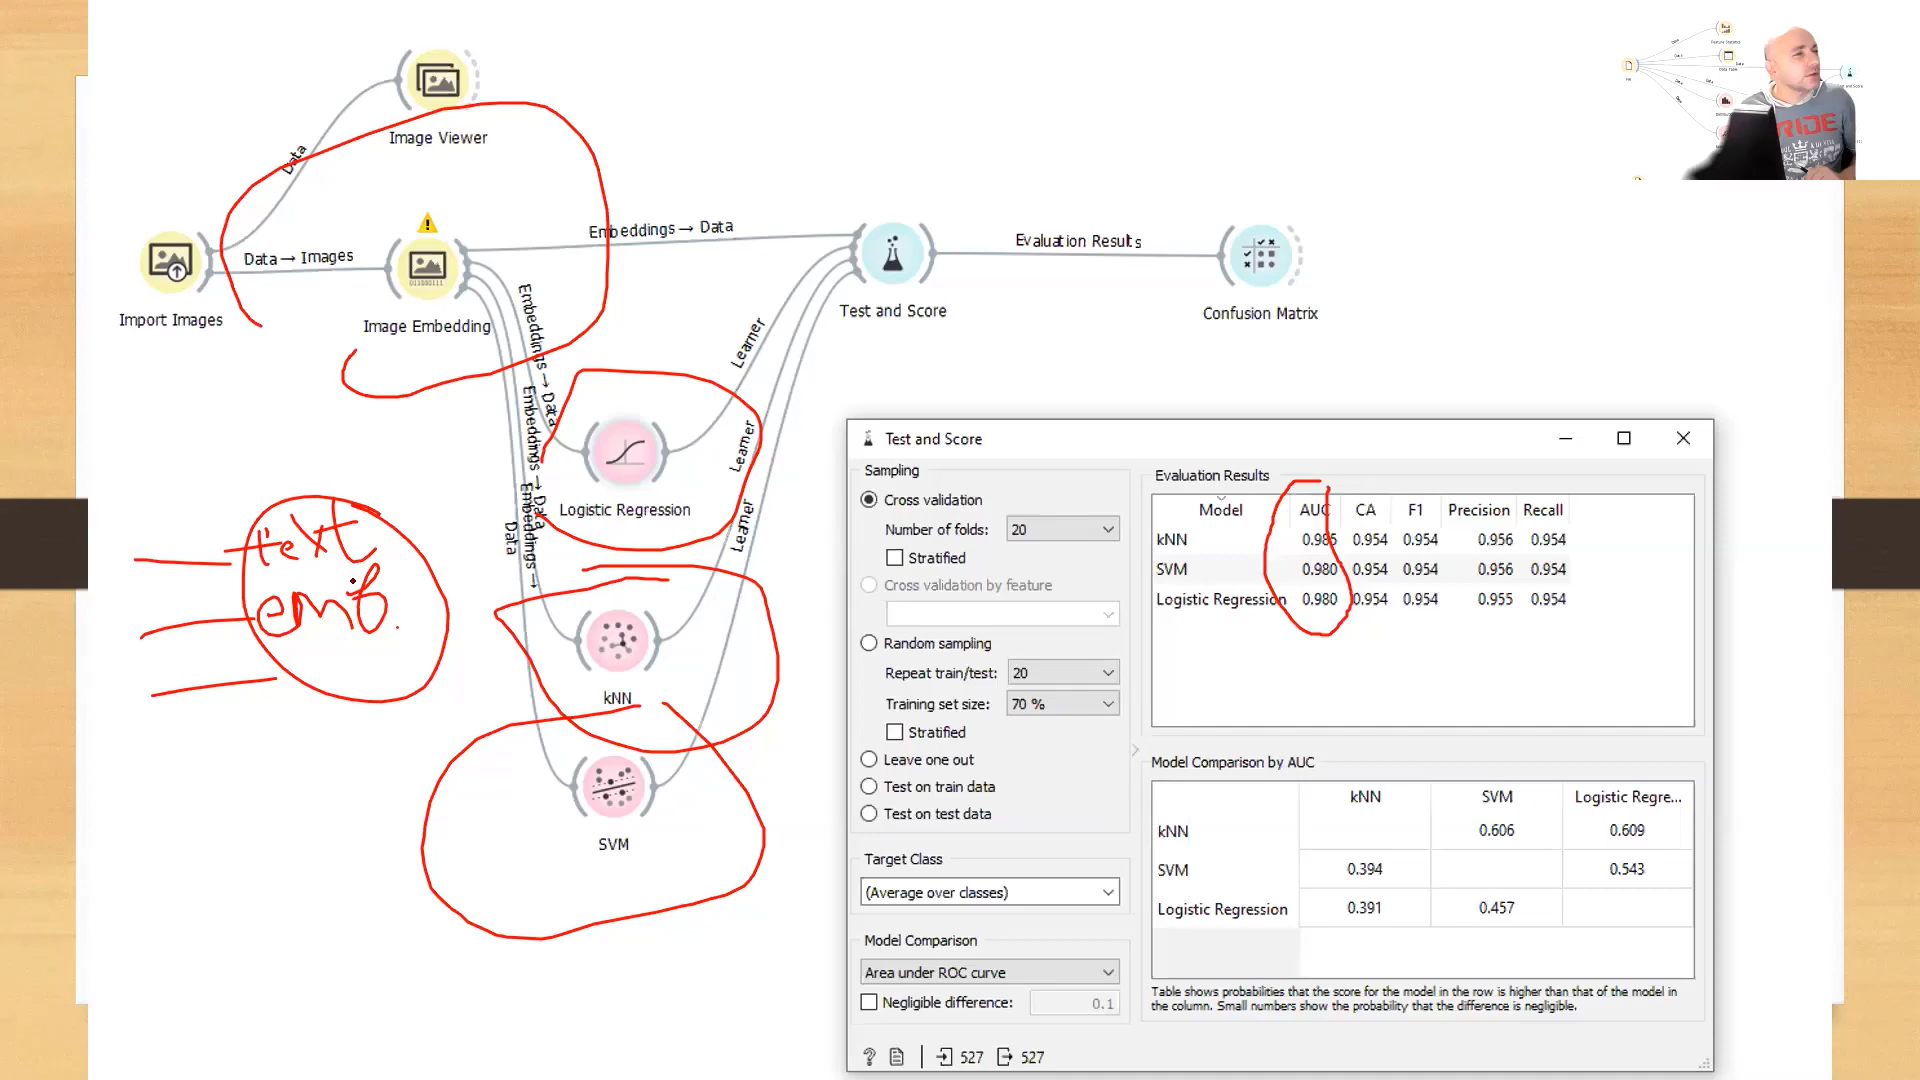 Image Viewer
Data
Data → Images
Embeddings → Data
Evaluation Results
Import Images
Image Embedding
Test and Score
Confusion Matrix
Embeddings → Data
Embeddings → Data
Embeddings →
Data
Learner
Learner
Learner
Logistic Regression
kNN
SVM
text
emb.
RIDE
Test and Score
Sampling
Cross validation
Number of folds: 20
Stratified
Cross validation by feature
Random sampling
Repeat train/test: 20
Training set size: 70 %
Stratified
Leave one out
Test on train data
Test on test data
Target Class
(Average over classes)
Model Comparison
Area under ROC curve
Negligible difference: 0.1
527 527
Evaluation Results
Model AUC CA F1 Precision Recall
kNN 0.985 0.954 0.954 0.956 0.954
SVM 0.980 0.954 0.954 0.956 0.954
Logistic Regression 0.980 0.954 0.954 0.955 0.954
Model Comparison by AUC
kNN SVM Logistic Regre...
kNN 0.606 0.609
SVM 0.394 0.543
Logistic Regression 0.391 0.457
Table shows probabilities that the score for the model in the row is higher than that of the model in
the column. Small numbers show the probability that the difference is negligible.